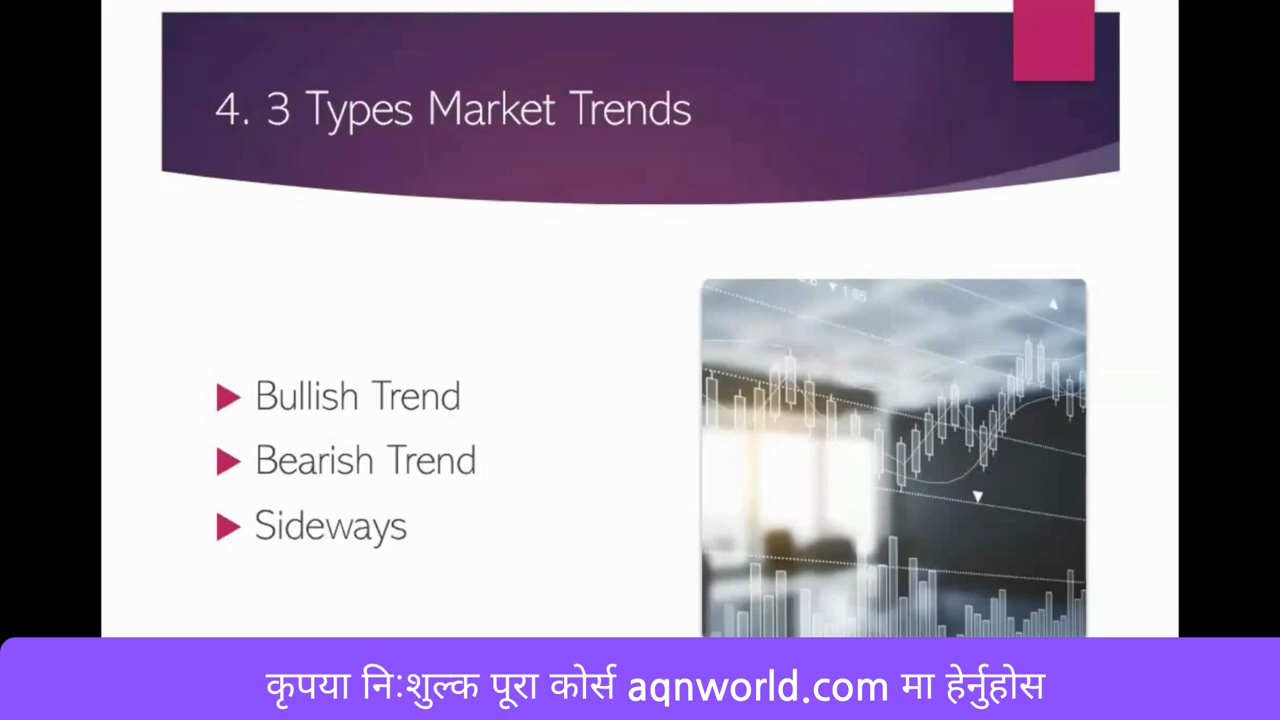 4. 3 Types Market Trends
Bullish Trend
Bearish Trend
Sideways
कृपया नि:शुल्क पूरा कोर्स aqnworld.com मा हेर्नुहोस